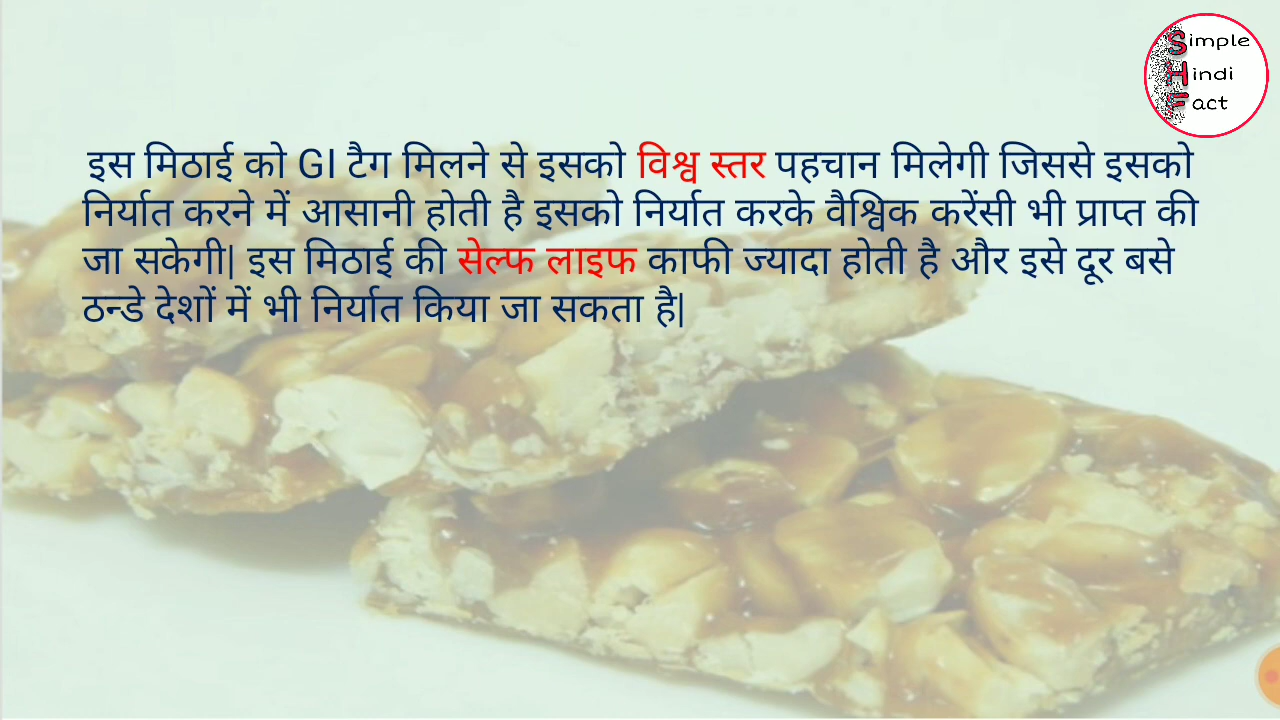 Simple
Hindi
Fact
इस मिठाई को GI टैग मिलने से इसको विश्व स्तर पहचान मिलेगी जिससे इसको
निर्यात करने में आसानी होती है इसको निर्यात करके वैश्विक करेंसी भी प्राप्त की
जा सकेगी| इस मिठाई की सेल्फ लाइफ काफी ज्यादा होती है और इसे दूर बसे
ठन्डे देशों में भी निर्यात किया जा सकता है|